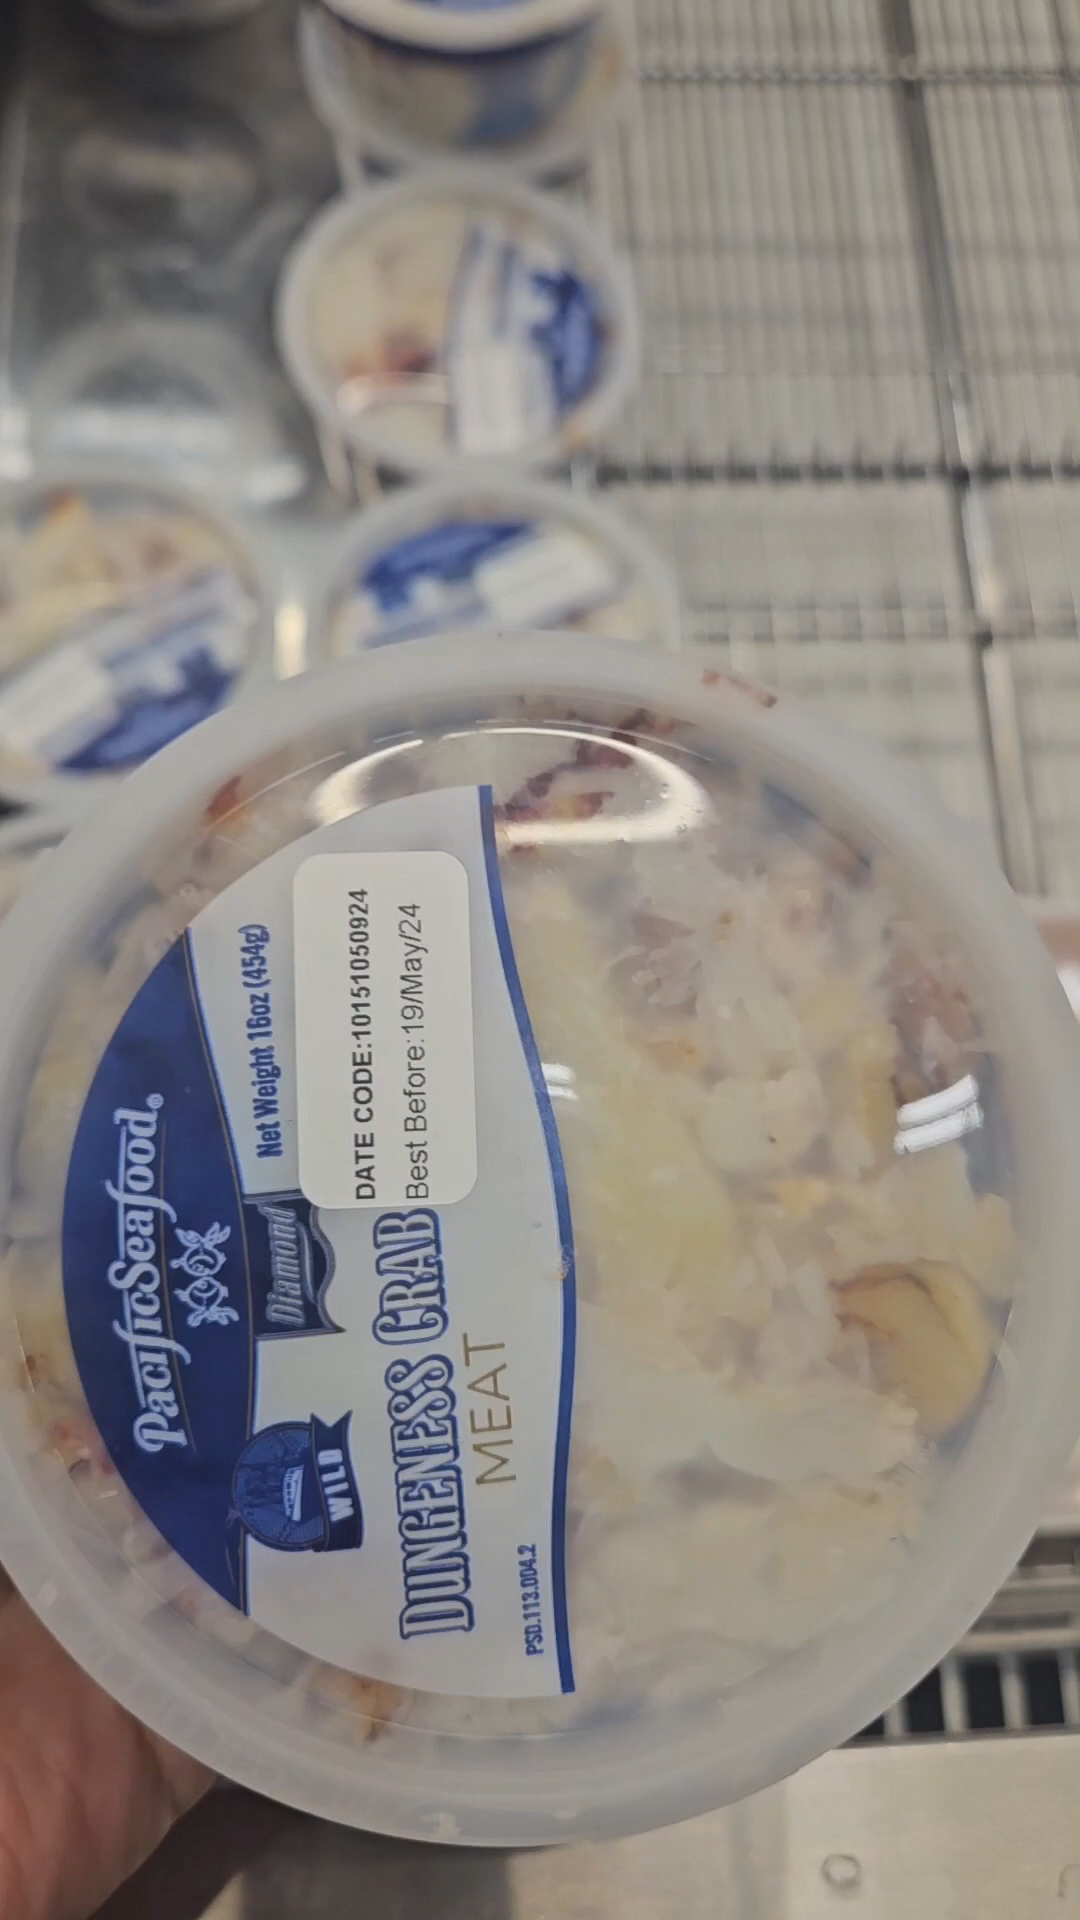 PacificSeafood®
Diamond
Net Weight 16oz (454g)
WILD
DATE CODE:10151050924
Best Before:19/May/24
DUNGENESS CRAB
MEAT
PSD.113.004.2